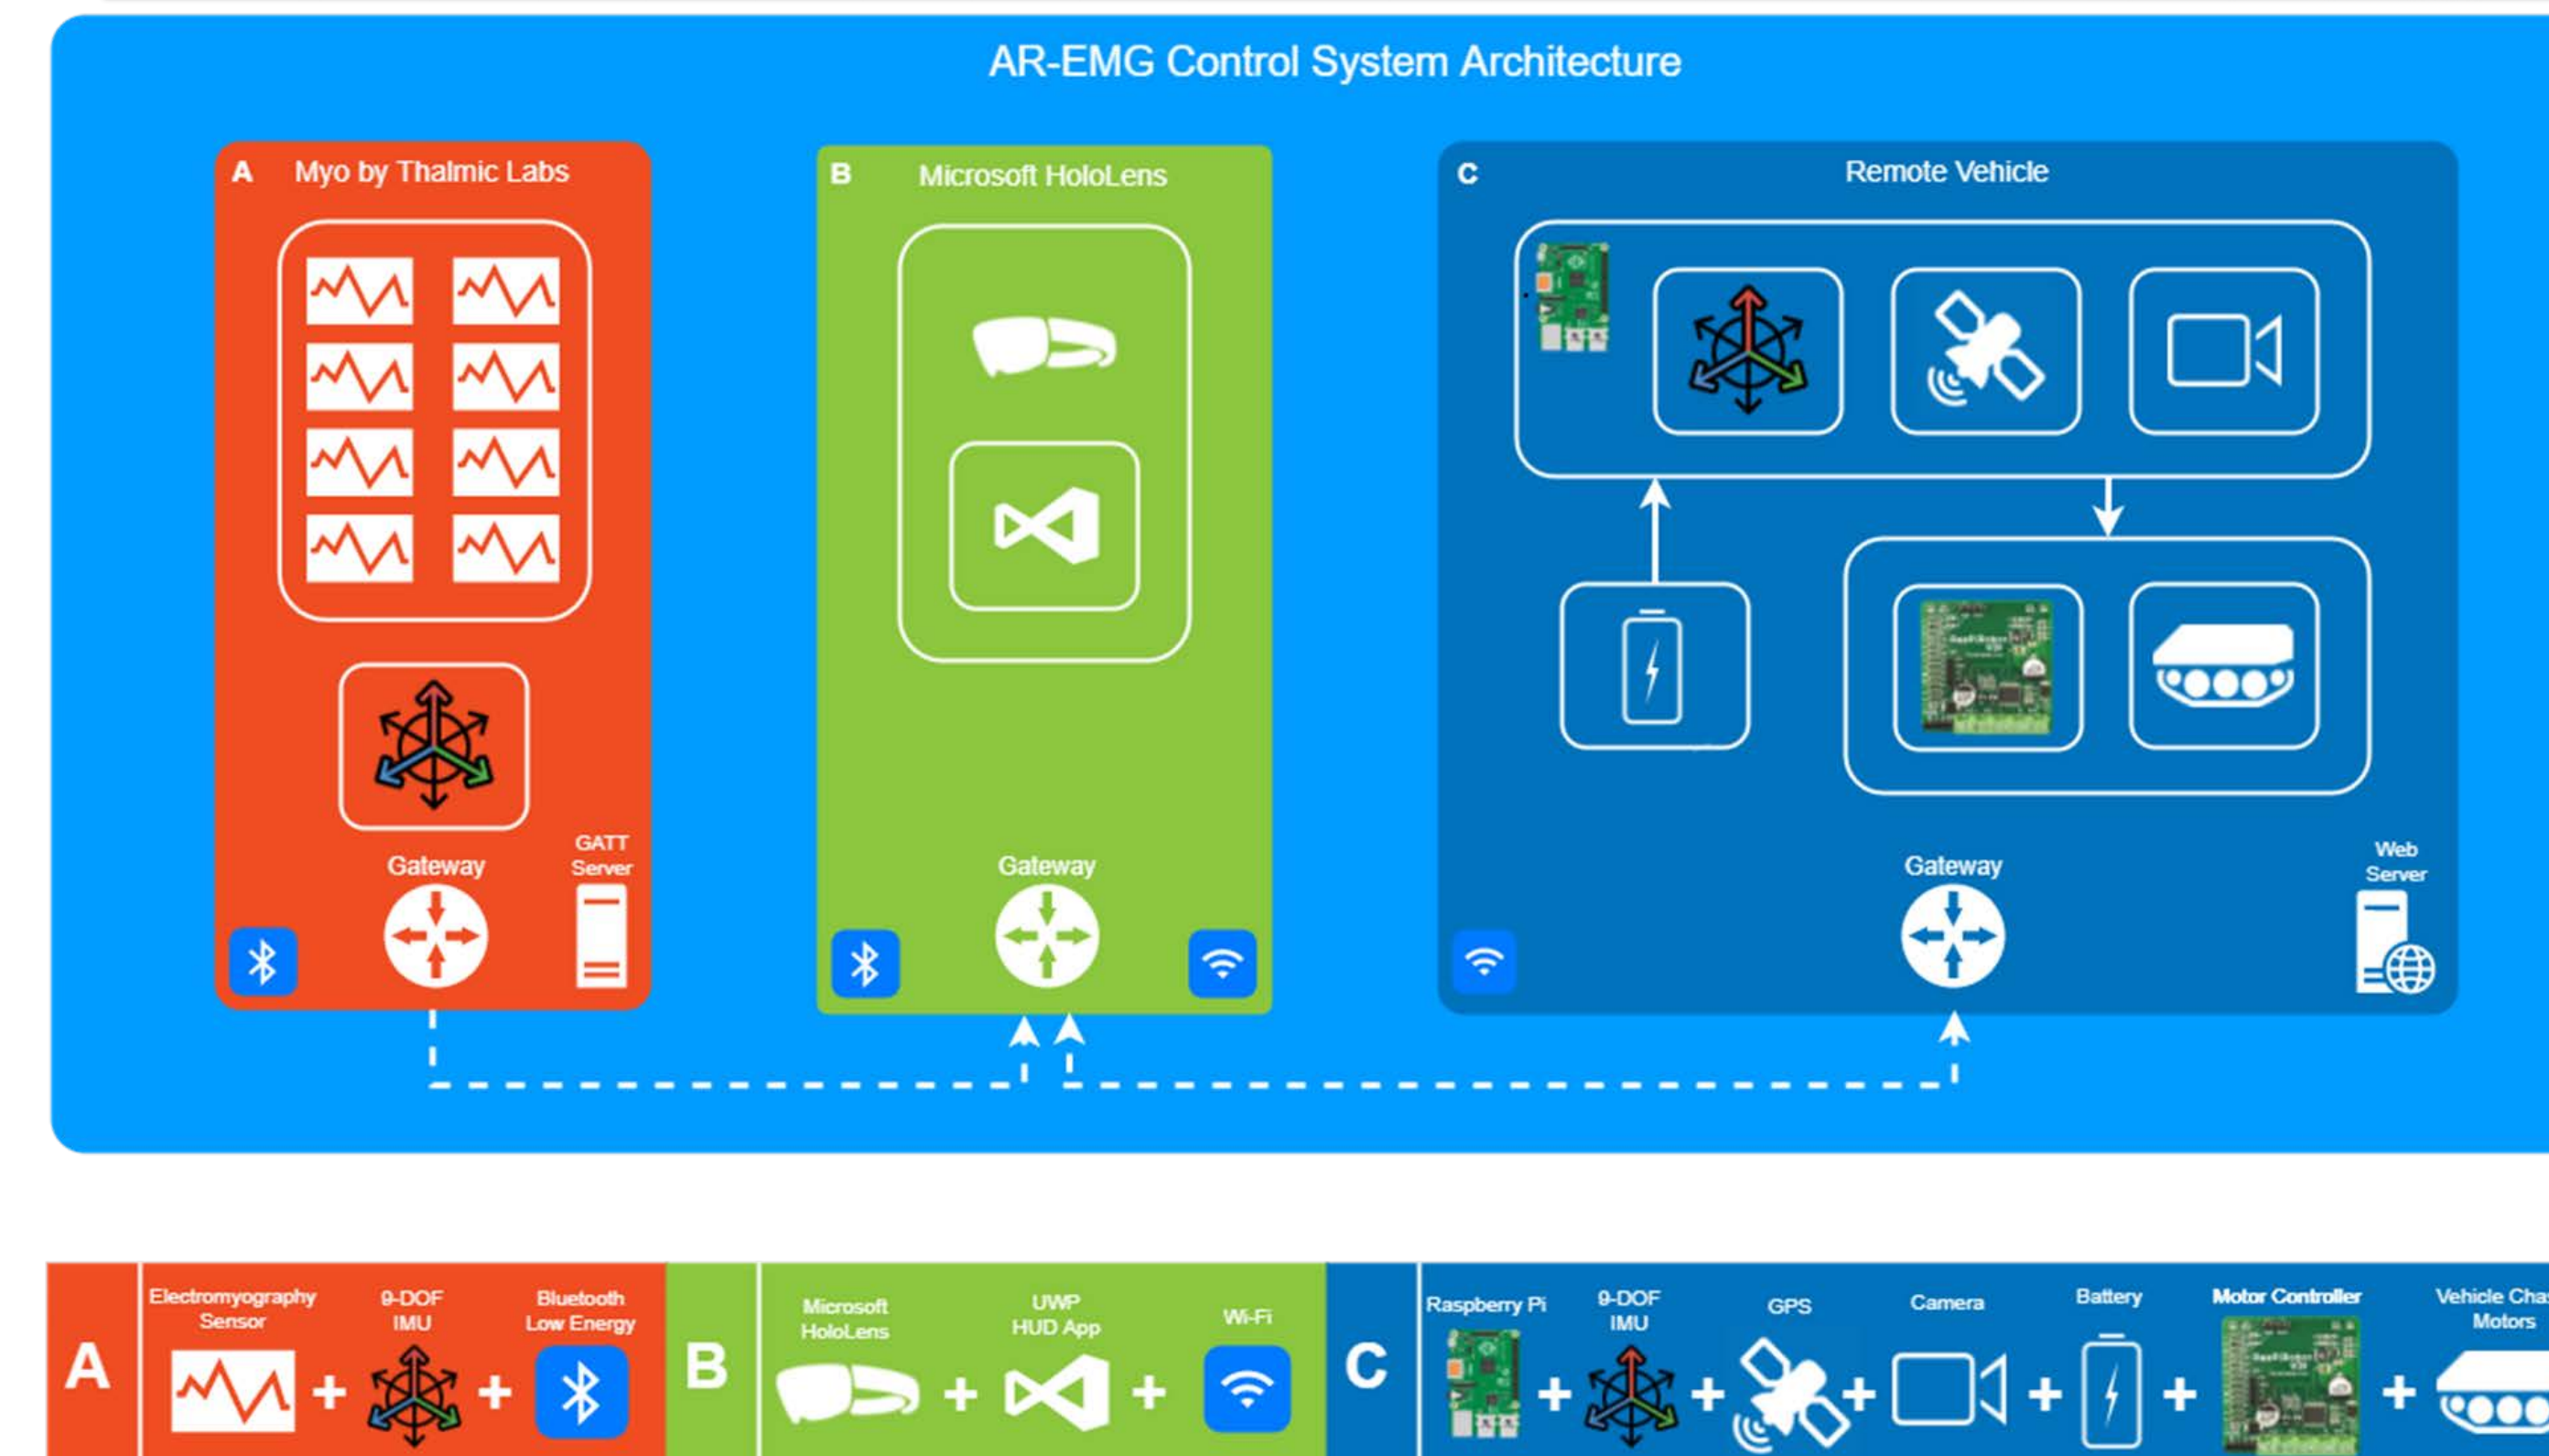 AR-EMG Control System Architecture
A Myo by Thalmic Labs
B Microsoft HoloLens
C Remote Vehicle
Gateway
GATT
Server
Gateway
Gateway
Web
Server
A
Electromyography
Sensor
9-DOF
IMU
Bluetooth
Low Energy
+
+
B
Microsoft
HoloLens
UWP
HUD App
Wi-Fi
+
+
C
Raspberry Pi
9-DOF
IMU
GPS
Camera
Battery
Motor Controller
Vehicle Chas
Motors
+
+
+
+
+
+